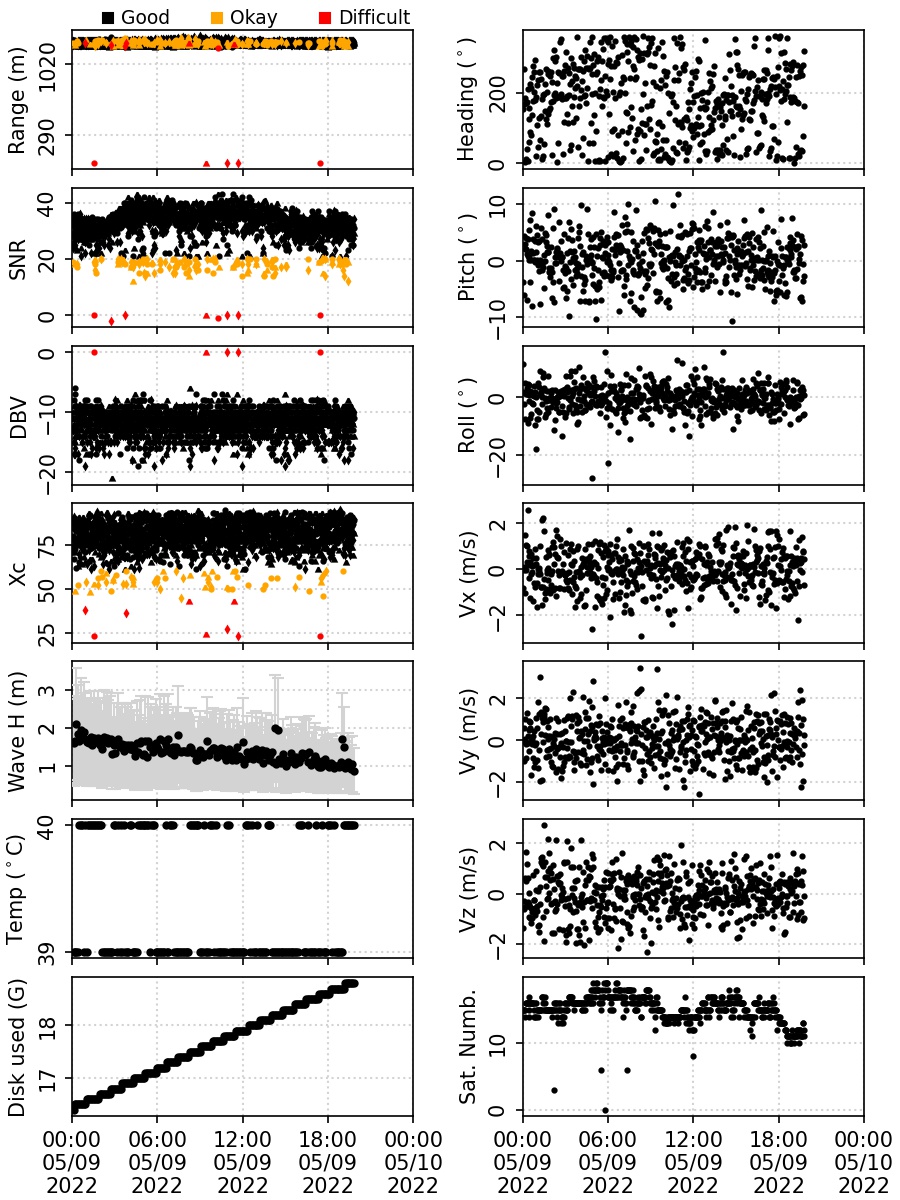 Good Okay Difficult
Range (m)
1020
290
Heading (°)
200
0
SNR
40
20
0
Pitch (°)
10
0
−10
DBV
0
−10
−20
Roll (°)
0
−20
Xc
75
50
25
Vx (m/s)
2
0
−2
Wave H (m)
3
2
1
Vy (m/s)
2
0
−2
Temp (°C)
40
39
Vz (m/s)
2
0
−2
Disk used (G)
18
17
Sat. Numb.
10
0
00:00 06:00 12:00 18:00 00:00
05/09 05/09 05/09 05/09 05/10
2022 2022 2022 2022 2022
00:00 06:00 12:00 18:00 00:00
05/09 05/09 05/09 05/09 05/10
2022 2022 2022 2022 2022